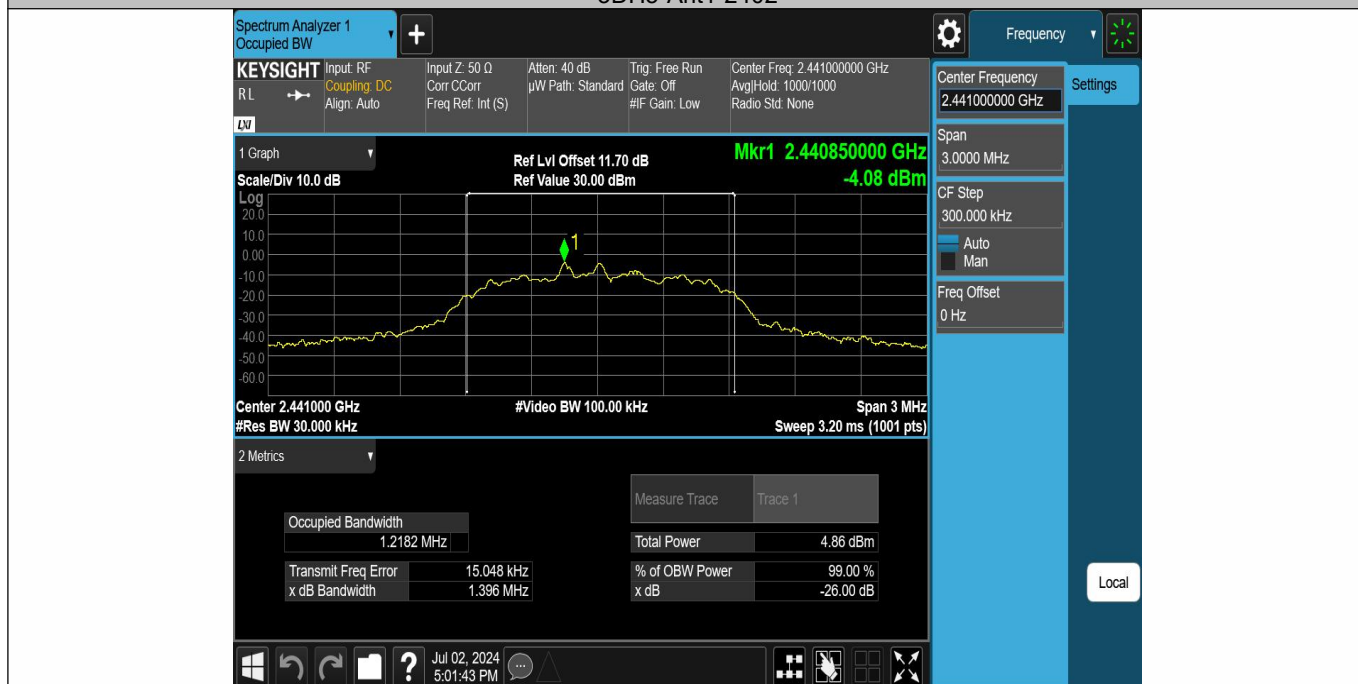 Spectrum Analyzer 1
Occupied BW
Frequency
KEYSIGHT
R L
LXI
Input: RF
Coupling: DC
Align: Auto
Input Z: 50 Ω
Corr CCorr
Freq Ref: Int (S)
Atten: 40 dB
µW Path: Standard
Trig: Free Run
Gate: Off
#IF Gain: Low
Center Freq: 2.441000000 GHz
Avg|Hold: 1000/1000
Radio Std: None
1 Graph
Scale/Div 10.0 dB
Ref Lvl Offset 11.70 dB
Ref Value 30.00 dBm
Mkr1 2.440850000 GHz
-4.08 dBm
Log
20.0
10.0
0.00
-10.0
-20.0
-30.0
-40.0
-50.0
-60.0
1
Center 2.441000 GHz
#Res BW 30.000 kHz
#Video BW 100.00 kHz
Span 3 MHz
Sweep 3.20 ms (1001 pts)
2 Metrics
Measure Trace Trace 1
Occupied Bandwidth
1.2182 MHz
Total Power 4.86 dBm
Transmit Freq Error 15.048 kHz
% of OBW Power 99.00 %
x dB Bandwidth 1.396 MHz
x dB -26.00 dB
Center Frequency
2.441000000 GHz
Settings
Span
3.0000 MHz
CF Step
300.000 kHz
Auto
Man
Freq Offset
0 Hz
Local
?
Jul 02, 2024
5:01:43 PM